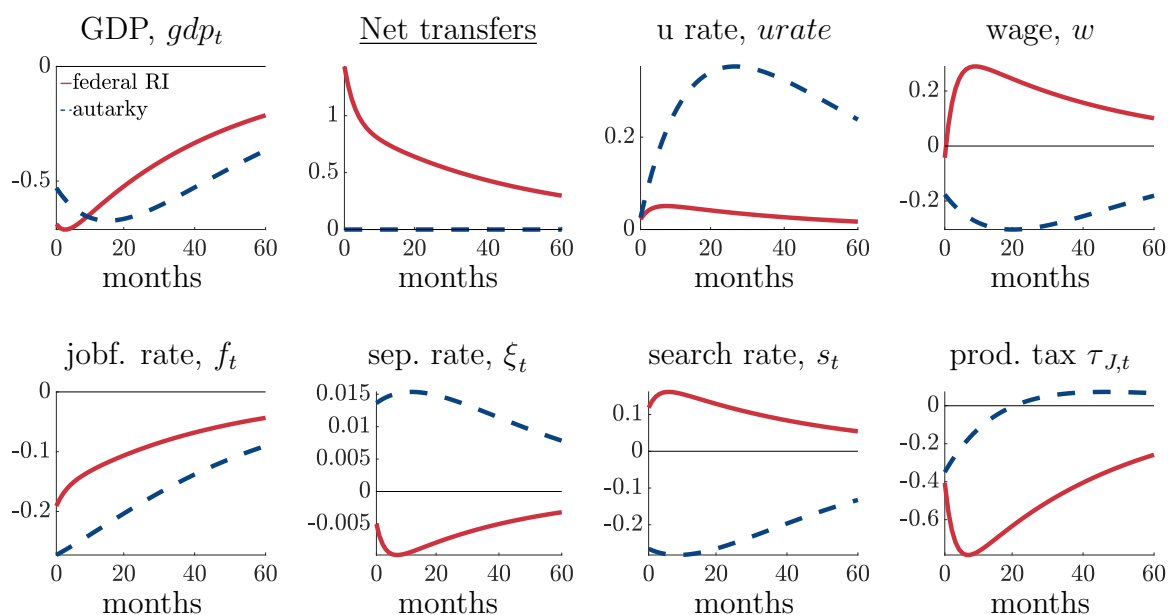 GDP, gdp_t
0
-0.5
federal RI
autarky
0 20 40 60
months
Net transfers
1
0.5
0
0 20 40 60
months
u rate, urate
0.2
0
0 20 40 60
months
wage, w
0.2
0
-0.2
0 20 40 60
months
jobf. rate, f_t
0
-0.1
-0.2
0 20 40 60
months
sep. rate, ξ_t
0.015
0.010
0.005
0.000
-0.005
0 20 40 60
months
search rate, s_t
0.1
0
-0.1
-0.2
0 20 40 60
months
prod. tax τ_{J,t}
0
-0.2
-0.4
-0.6
0 20 40 60
months